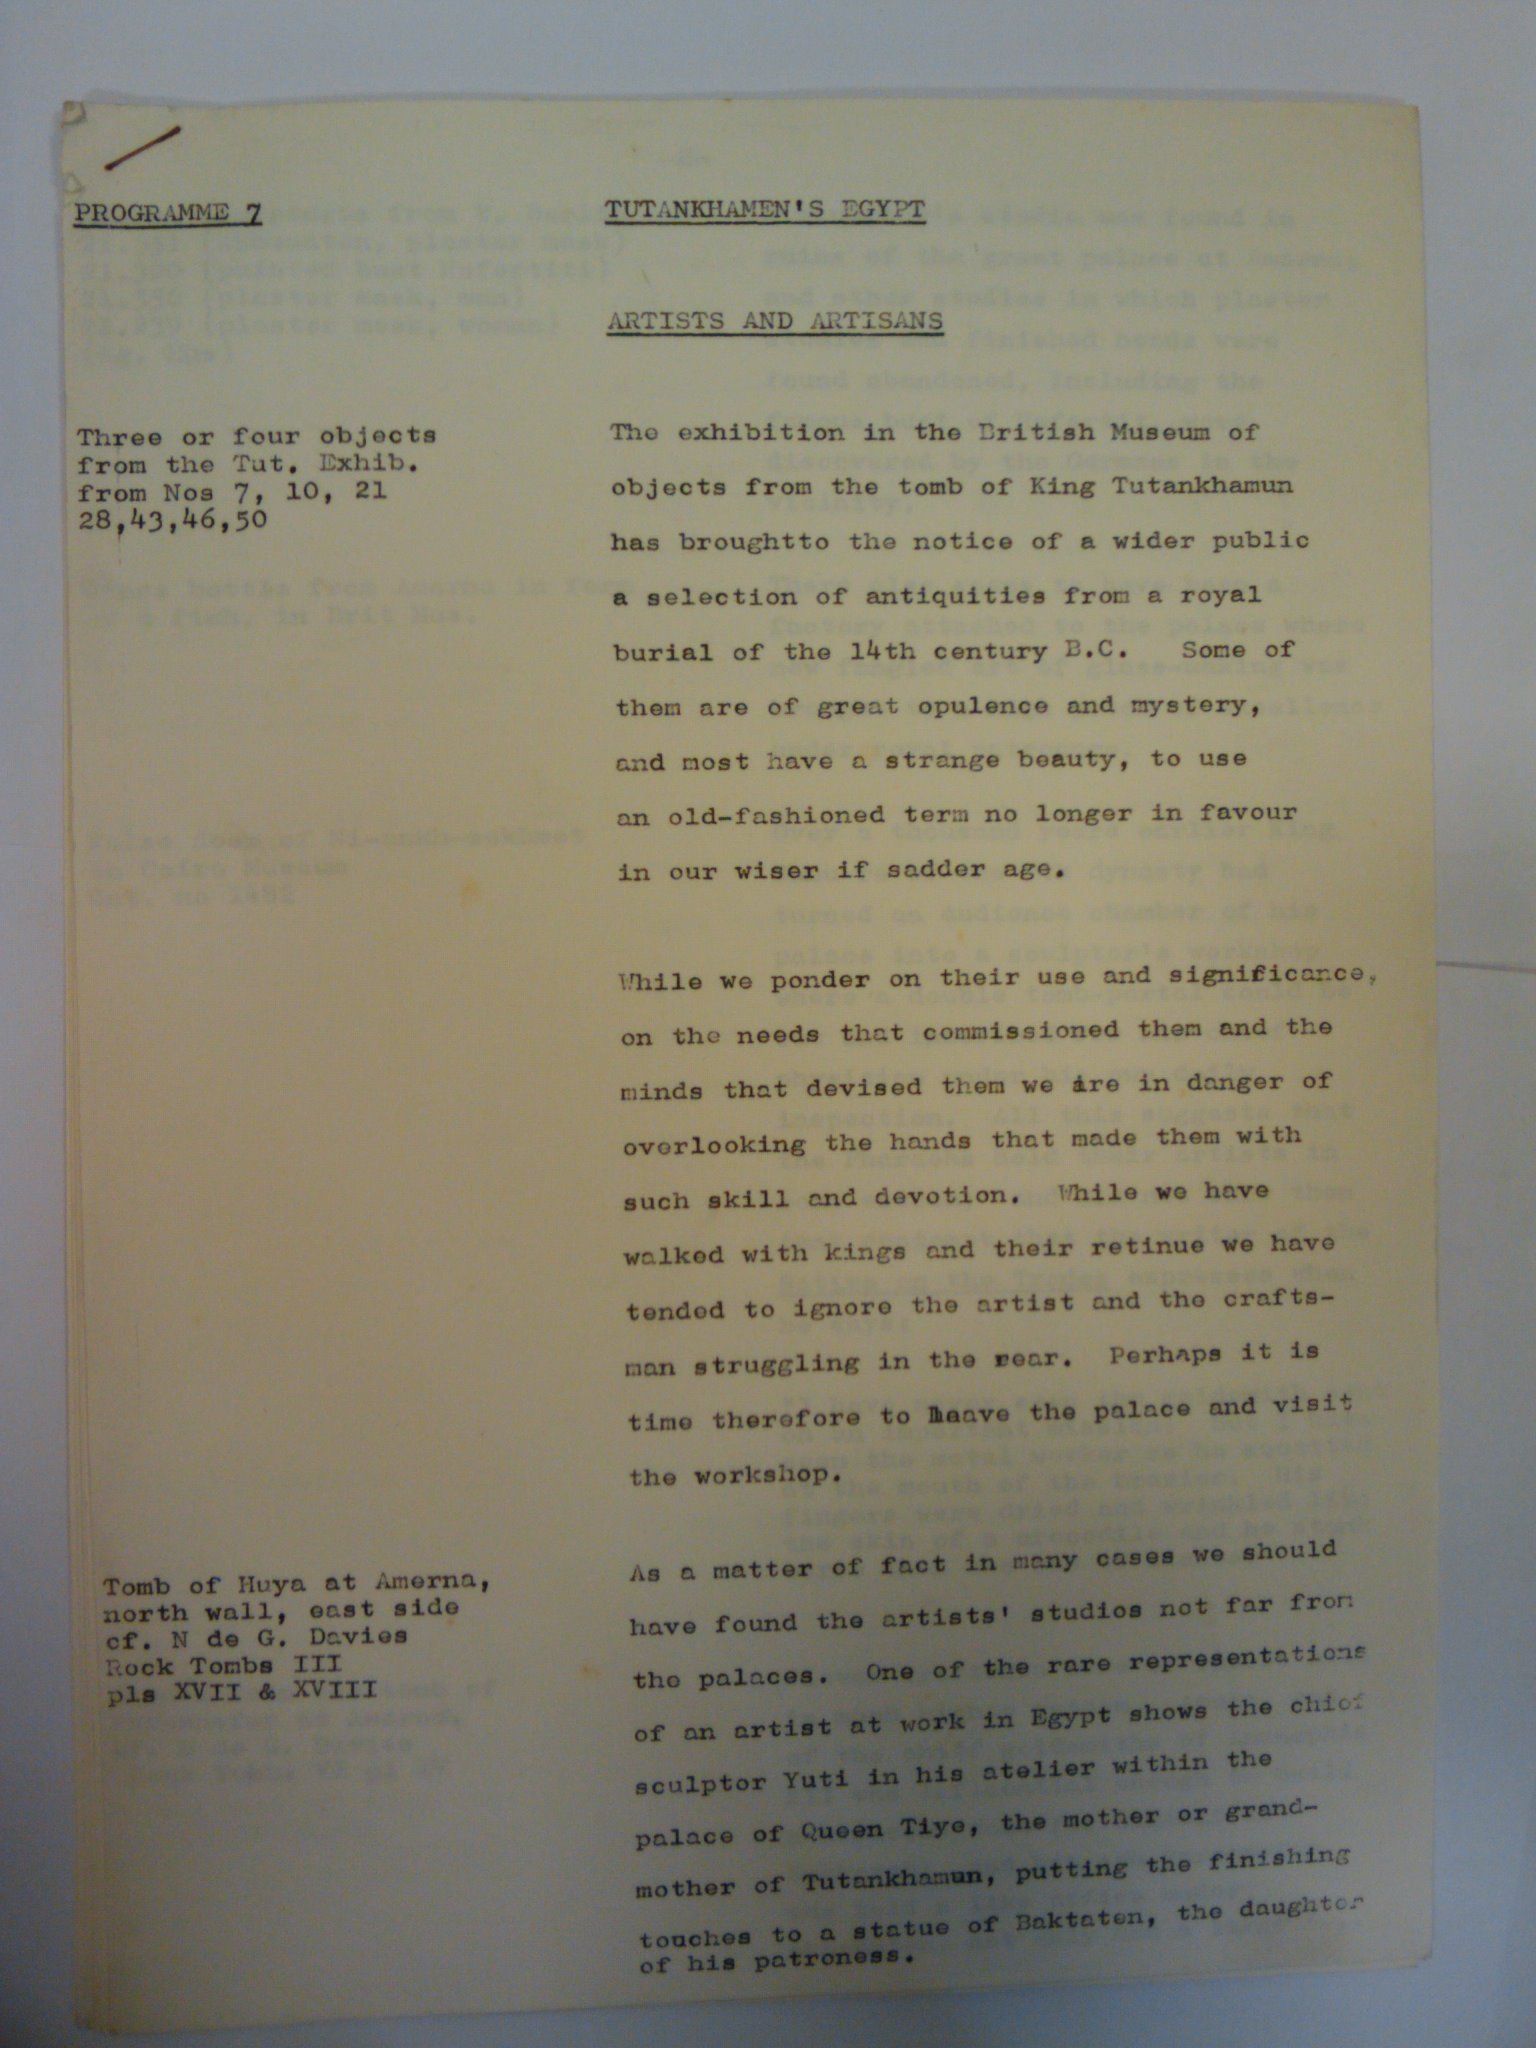 PROGRAMME 7
TUTANKHAMEN'S EGYPT
ARTISTS AND ARTISANS
Three or four objects
from the Tut. Exhib.
from Nos 7, 10, 21
28,43,46,50
The exhibition in the British Museum of
objects from the tomb of King Tutankhamun
has broughtto the notice of a wider public
a selection of antiquities from a royal
burial of the 14th century B.C. Some of
them are of great opulence and mystery,
and most have a strange beauty, to use
an old-fashioned term no longer in favour
in our wiser if sadder age.
While we ponder on their use and significance,
on the needs that commissioned them and the
minds that devised them we are in danger of
overlooking the hands that made them with
such skill and devotion. While we have
walked with kings and their retinue we have
tended to ignore the artist and the crafts-
man struggling in the rear. Perhaps it is
time therefore to leave the palace and visit
the workshop.
Tomb of Huya at Amerna,
north wall, east side
cf. N de G. Davies
Rock Tombs III
pls XVII & XVIII
As a matter of fact in many cases we should
have found the artists' studios not far from
the palaces. One of the rare representations
of an artist at work in Egypt shows the chief
sculptor Yuti in his atelier within the
palace of Queen Tiye, the mother or grand-
mother of Tutankhamun, putting the finishing
touches to a statue of Baktaten, the daughter
of his patroness.